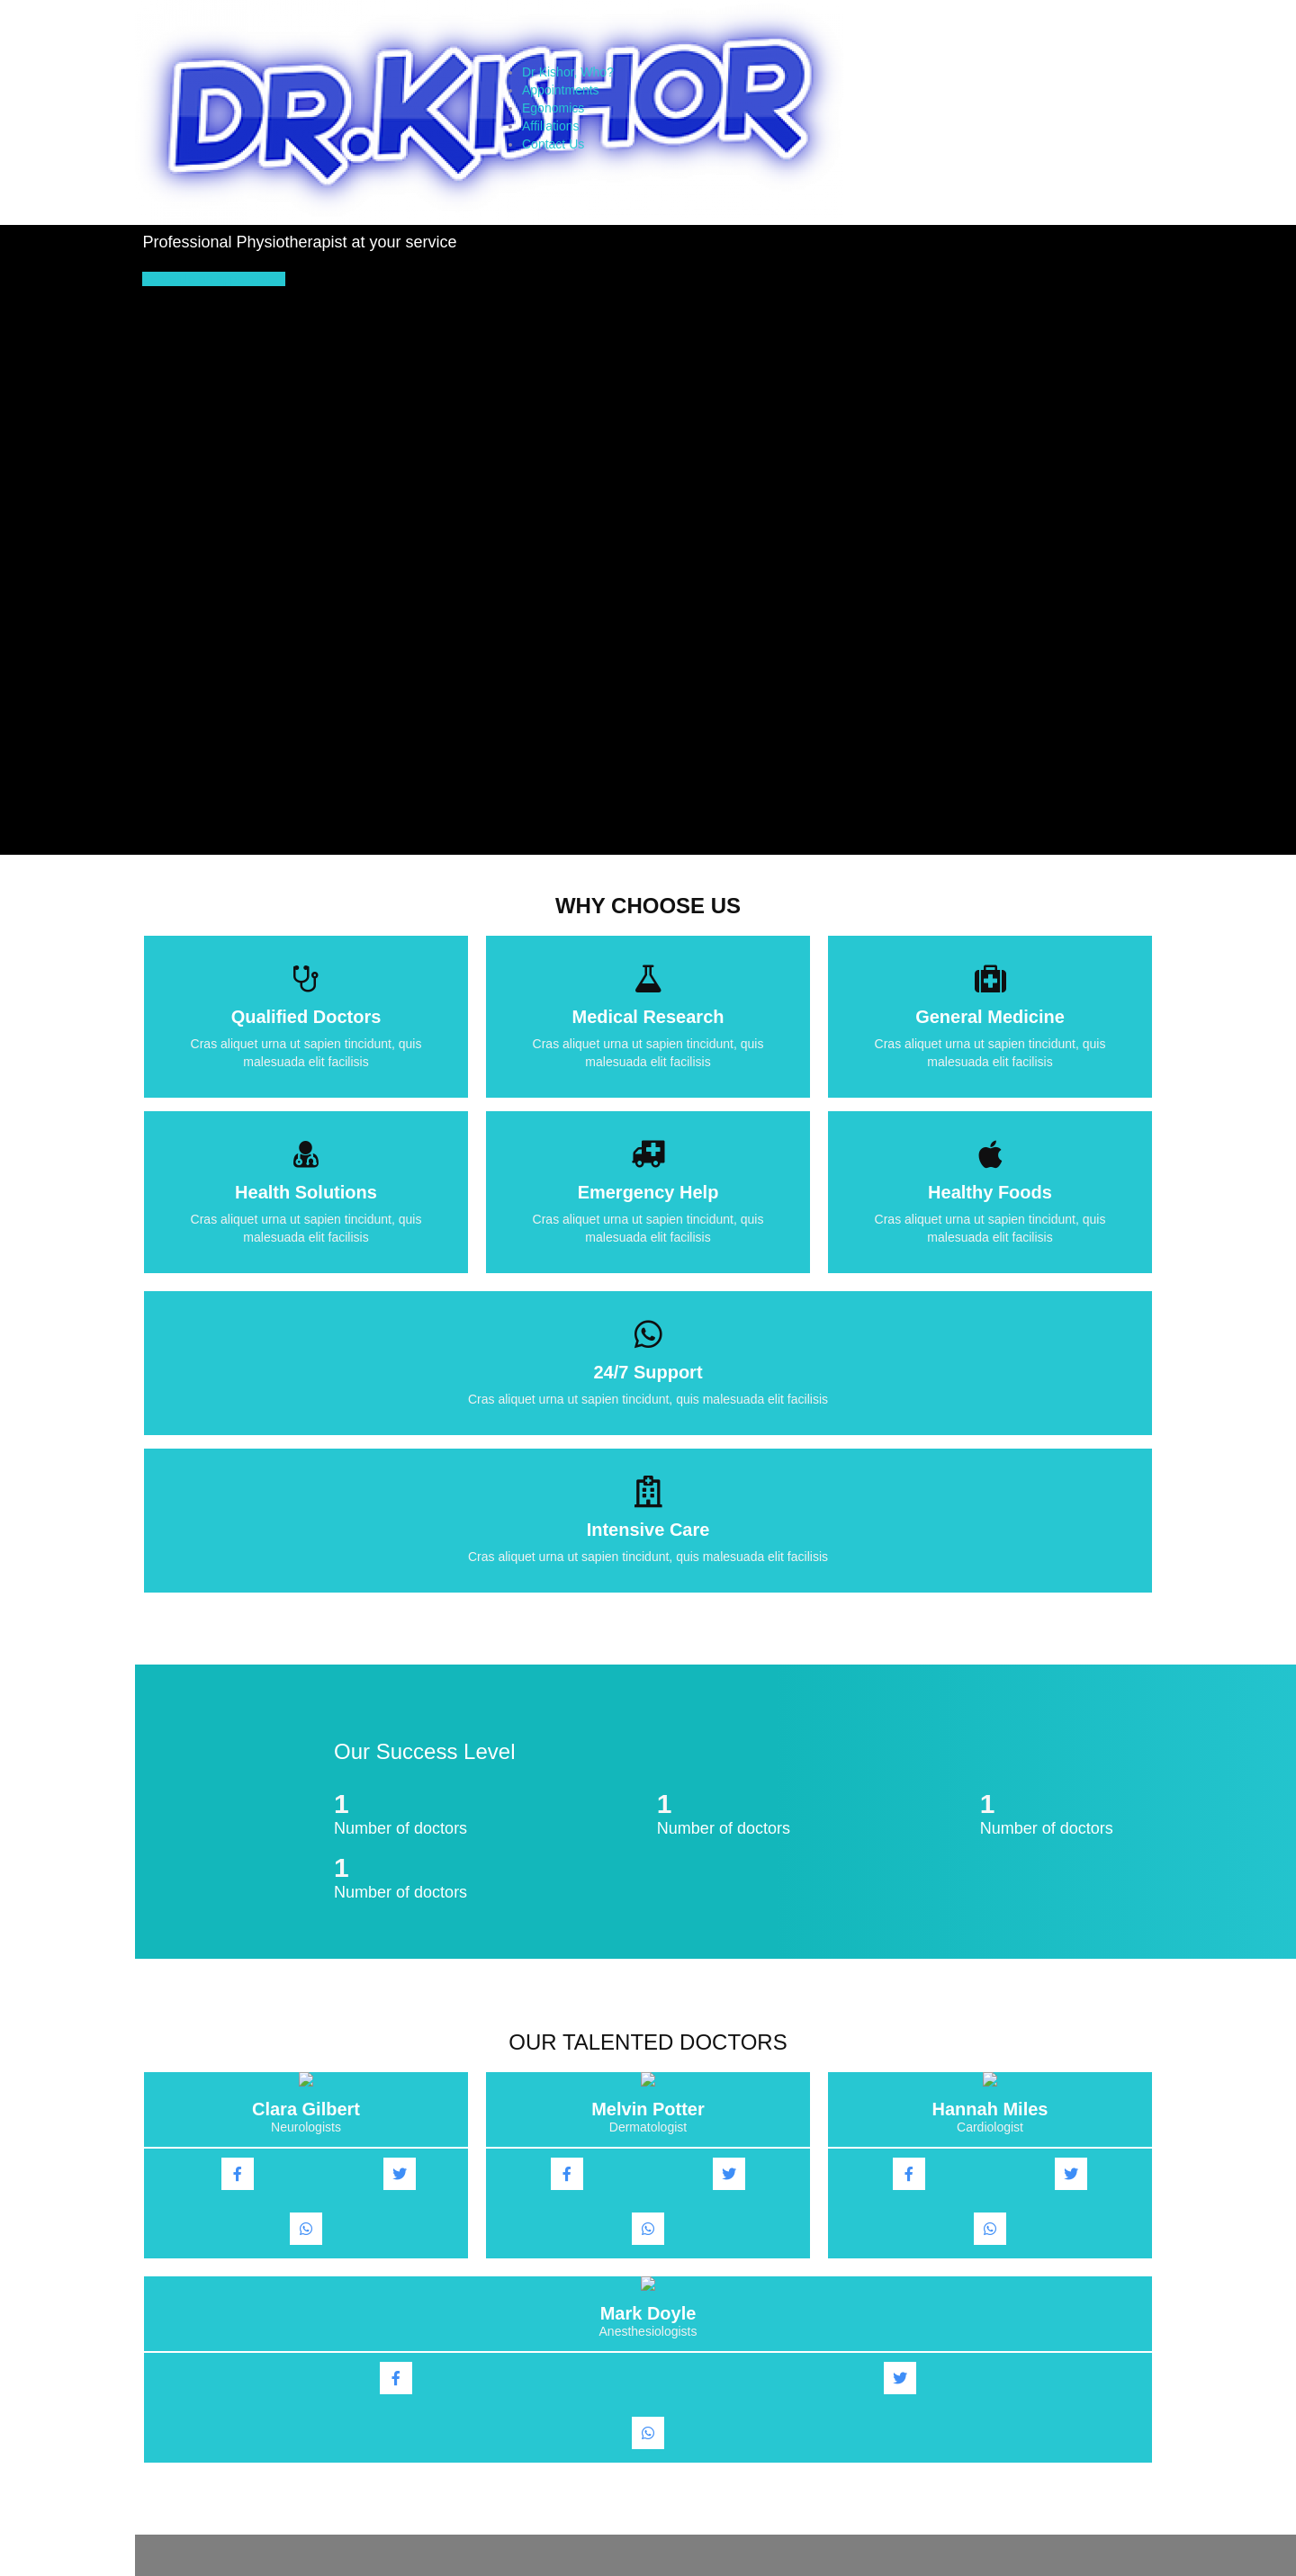 DR.KISHOR
Dr.Kishor, Who?
Appointments
Egonomics
Affiliations
Contact Us
Professional Physiotherapist at your service
WHY CHOOSE US
Qualified Doctors
Cras aliquet urna ut sapien tincidunt, quis
malesuada elit facilisis
Medical Research
Cras aliquet urna ut sapien tincidunt, quis
malesuada elit facilisis
General Medicine
Cras aliquet urna ut sapien tincidunt, quis
malesuada elit facilisis
Health Solutions
Cras aliquet urna ut sapien tincidunt, quis
malesuada elit facilisis
Emergency Help
Cras aliquet urna ut sapien tincidunt, quis
malesuada elit facilisis
Healthy Foods
Cras aliquet urna ut sapien tincidunt, quis
malesuada elit facilisis
24/7 Support
Cras aliquet urna ut sapien tincidunt, quis malesuada elit facilisis
Intensive Care
Cras aliquet urna ut sapien tincidunt, quis malesuada elit facilisis
Our Success Level
1
Number of doctors
1
Number of doctors
1
Number of doctors
1
Number of doctors
OUR TALENTED DOCTORS
Clara Gilbert
Neurologists
Melvin Potter
Dermatologist
Hannah Miles
Cardiologist
Mark Doyle
Anesthesiologists